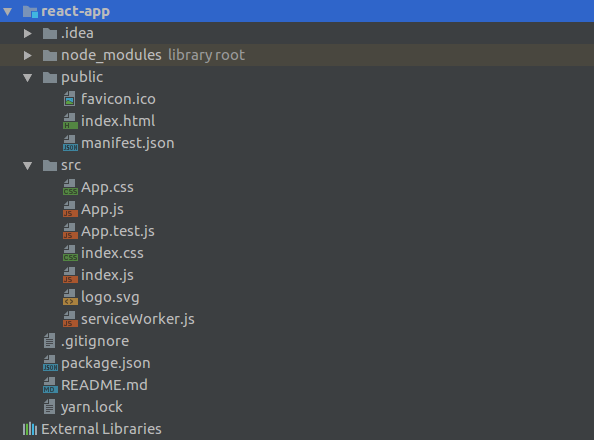 react-app
.idea
node_modules library root
public
favicon.ico
index.html
manifest.json
src
App.css
App.js
App.test.js
index.css
index.js
logo.svg
serviceWorker.js
.gitignore
package.json
README.md
yarn.lock
External Libraries